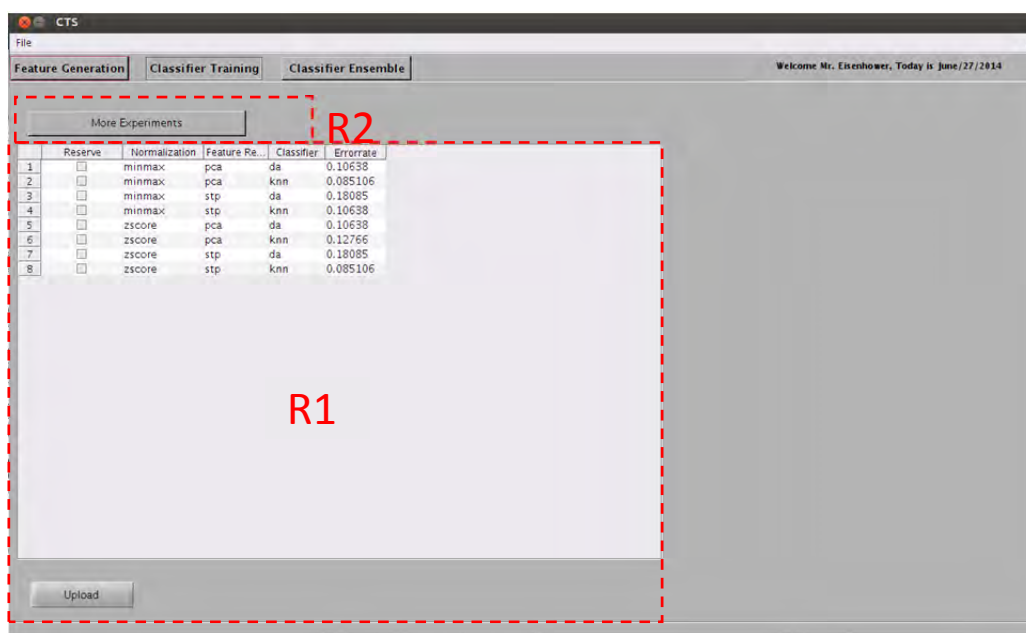 CTS
File
Feature Generation Classifier Training Classifier Ensemble Welcome Mr. Eisenhower, Today is June/27/2014
More Experiments R2
Reserve Normalization Feature Re... Classifier Errorrate
1 minmax pca da 0.10638
2 minmax pca knn 0.085106
3 minmax stp da 0.18085
4 minmax stp knn 0.10638
5 zscore pca da 0.10638
6 zscore pca knn 0.12766
7 zscore stp da 0.18085
8 zscore stp knn 0.085106
R1
Upload